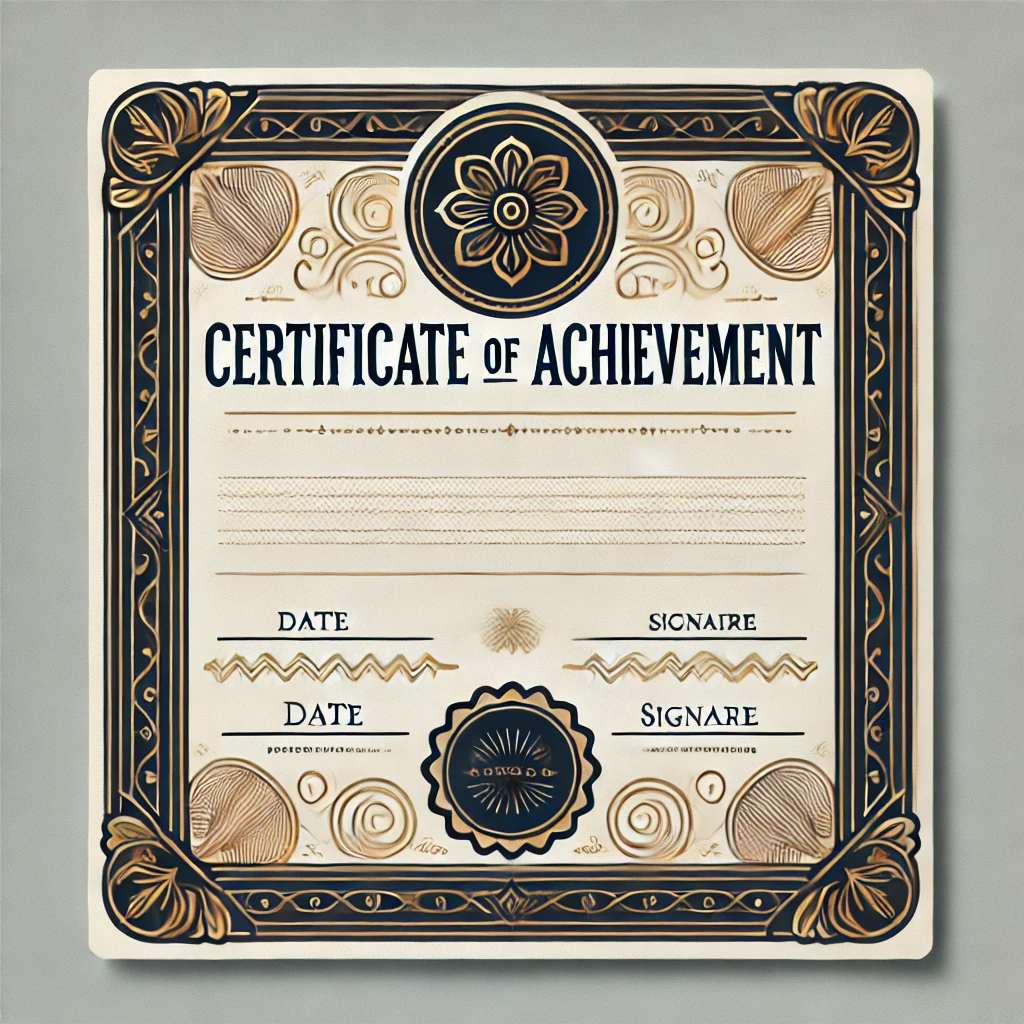 CERTIFICATE OF ACHIEVEMENT
DATE
SIGNAIRE
DATE
SIGNARE